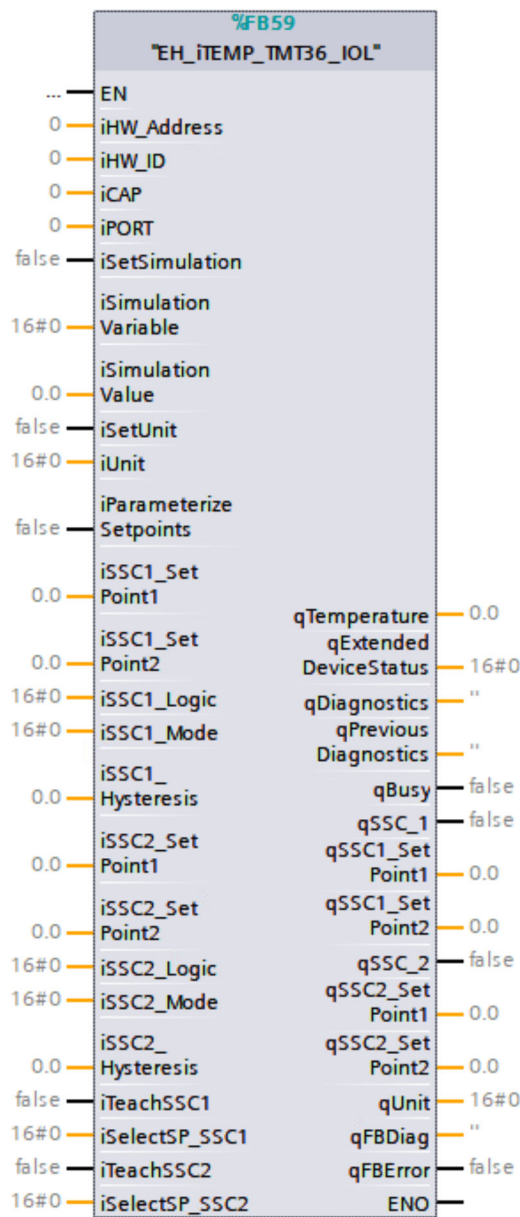 %FB59
"EH_iTEMP_TMT36_IOL"
... EN
0 iHW_Address
0 iHW_ID
0 iCAP
0 iPORT
false iSetSimulation
iSimulation
16#0 Variable
iSimulation
0.0 Value
false iSetUnit
16#0 iUnit
iParameterize
false Setpoints
iSSC1_Set
0.0 Point1
iSSC1_Set
0.0 Point2
16#0 iSSC1_Logic
16#0 iSSC1_Mode
iSSC1_
0.0 Hysteresis
iSSC2_Set
0.0 Point1
iSSC2_Set
0.0 Point2
16#0 iSSC2_Logic
16#0 iSSC2_Mode
iSSC2_
0.0 Hysteresis
false iTeachSSC1
16#0 iSelectSP_SSC1
false iTeachSSC2
16#0 iSelectSP_SSC2
qTemperature 0.0
qExtended
DeviceStatus 16#0
qDiagnostics ''
qPrevious
Diagnostics ''
qBusy false
qSSC_1 false
qSSC1_Set
Point1 0.0
qSSC1_Set
Point2 0.0
qSSC_2 false
qSSC2_Set
Point1 0.0
qSSC2_Set
Point2 0.0
qUnit 16#0
qFBDiag ''
qFBError false
ENO